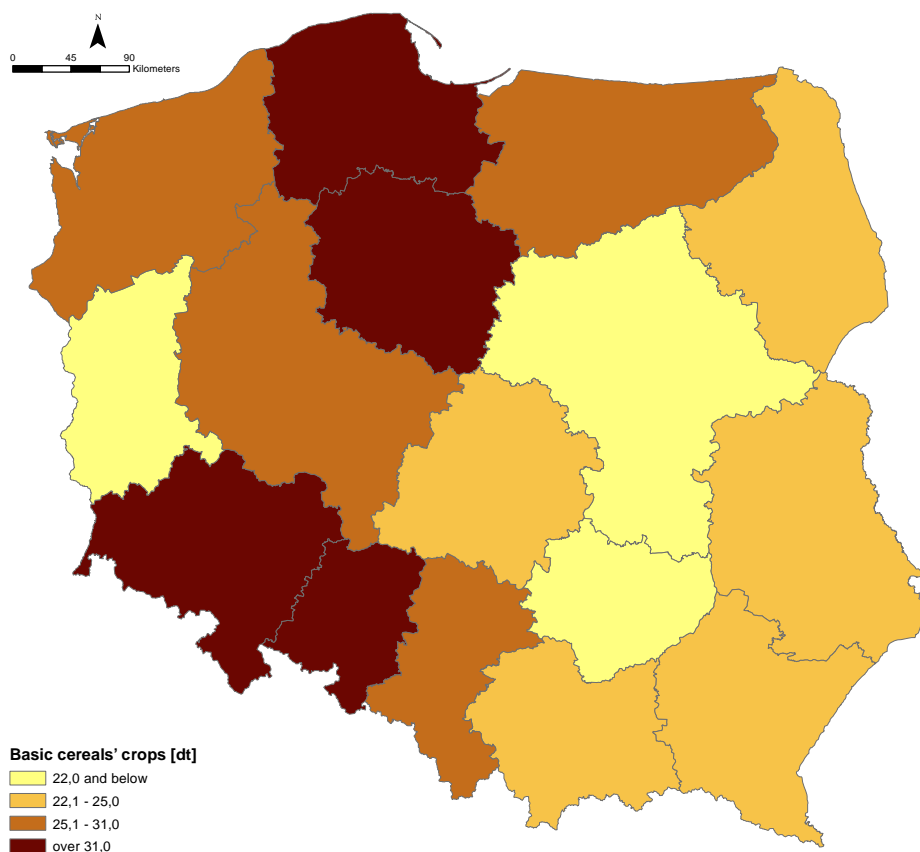 N
0 45 90
Kilometers
Basic cereals' crops [dt]
22,0 and below
22,1 - 25,0
25,1 - 31,0
over 31,0